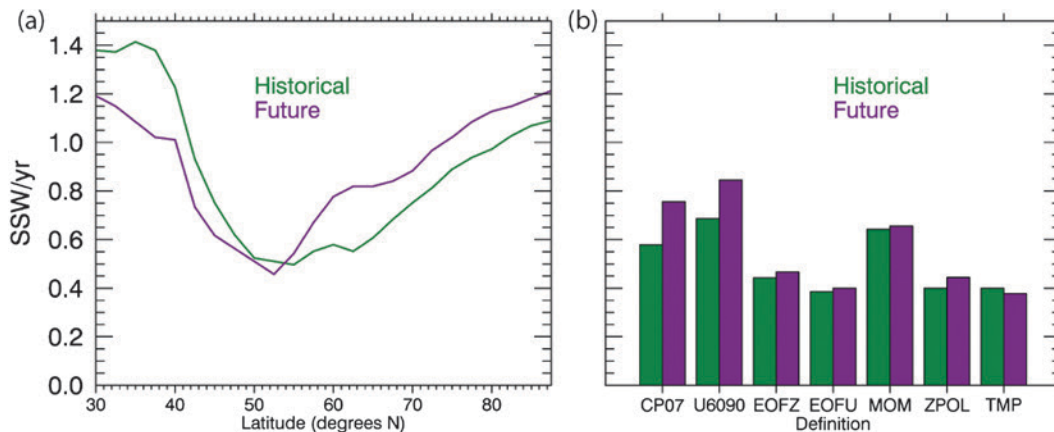 (a)
SSW/yr
1.4
1.2
1.0
0.8
0.6
0.4
0.2
0.0
Historical
Future
30 40 50 60 70 80
Latitude (degrees N)
(b)
Historical
Future
CP07 U6090 EOFZ EOFU MOM ZPOL TMP
Definition